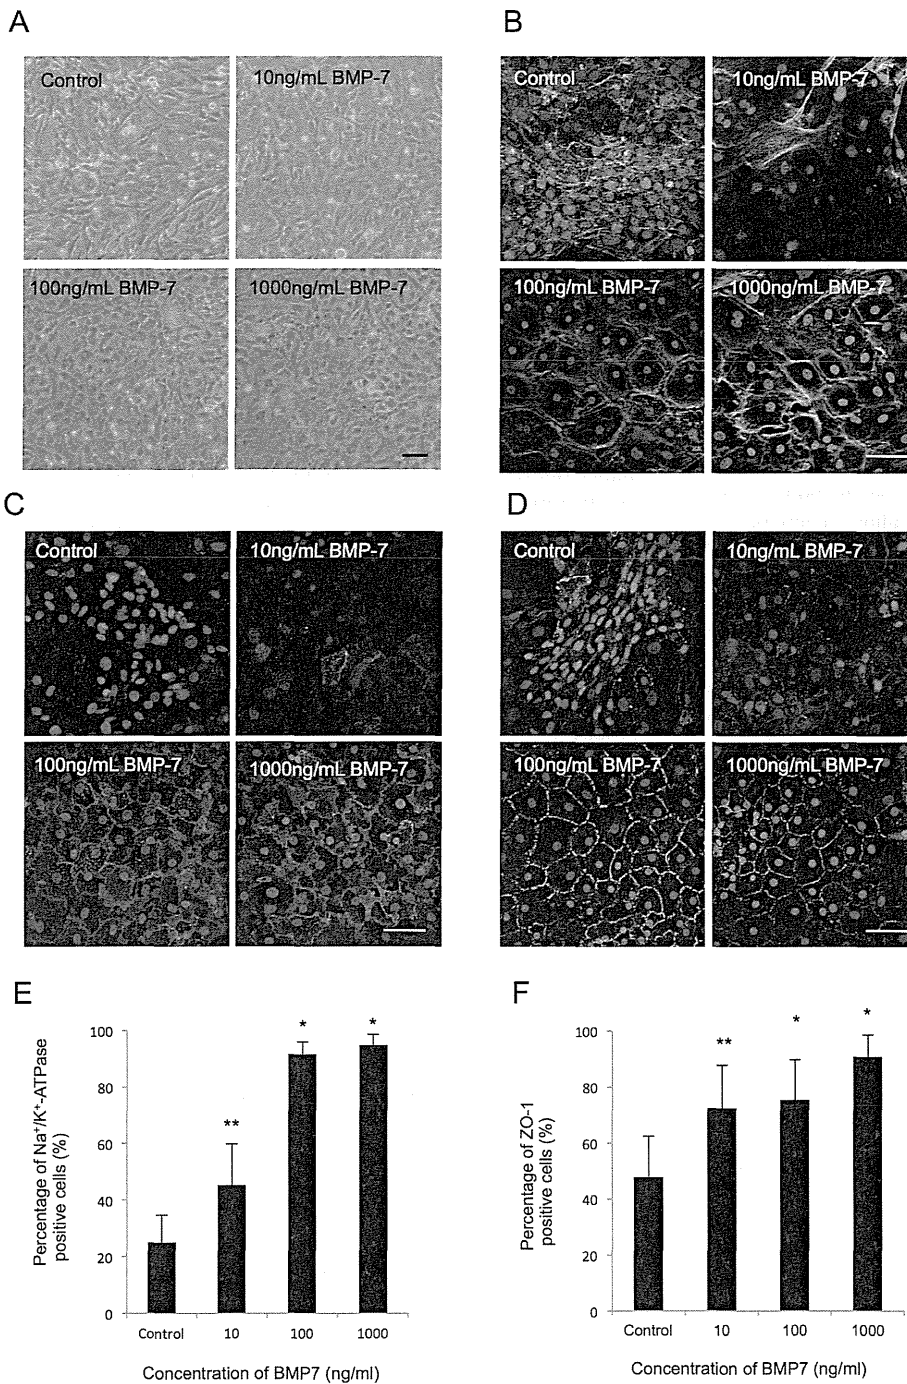 A
Control
10ng/mL BMP-7
100ng/mL BMP-7
1000ng/mL BMP-7
B
Control
10ng/mL BMP-7
100ng/mL BMP-7
1000ng/mL BMP-7
C
Control
10ng/mL BMP-7
100ng/mL BMP-7
1000ng/mL BMP-7
D
Control
10ng/mL BMP-7
100ng/mL BMP-7
1000ng/mL BMP-7
E
Percentage of Na⁺/K⁺-ATPase
positive cells (%)
100
80
60
40
20
0
**
*
*
Control 10 100 1000
Concentration of BMP7 (ng/ml)
F
Percentage of ZO-1
positive cells (%)
100
80
60
40
20
0
**
*
*
Control 10 100 1000
Concentration of BMP7 (ng/ml)